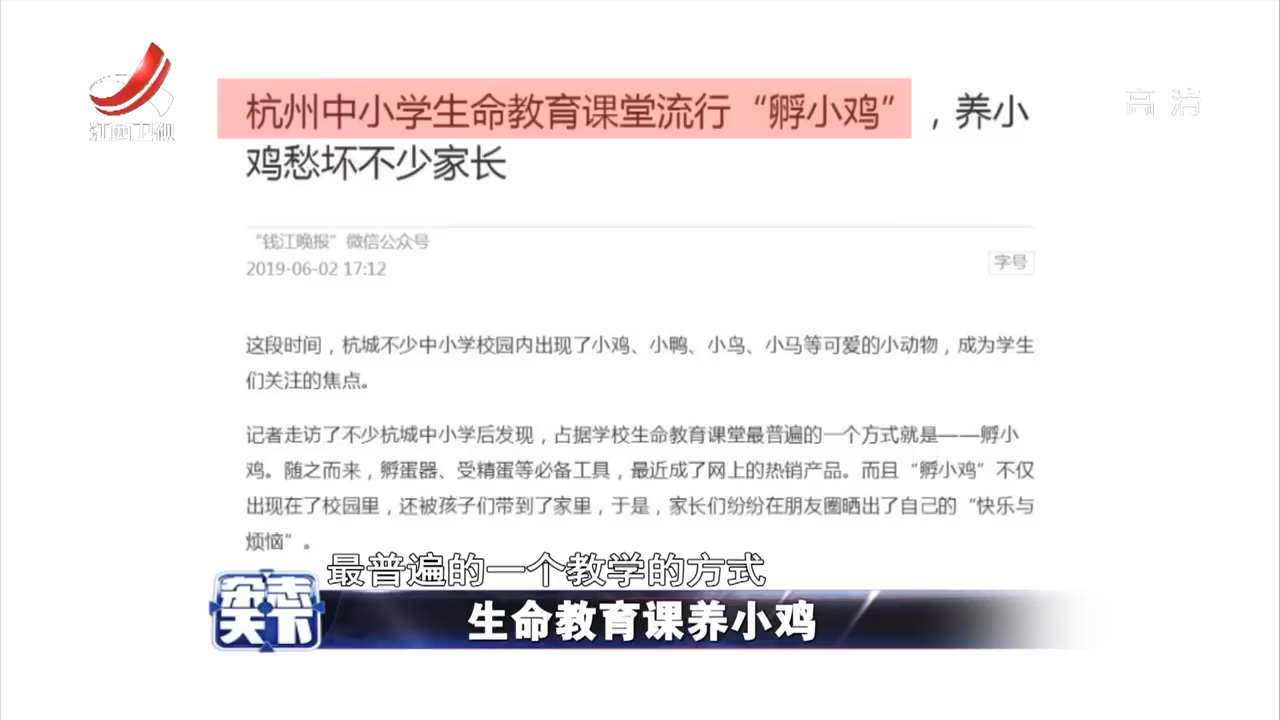 江西卫视
高清
杭州中小学生命教育课堂流行“孵小鸡”，养小
鸡愁坏不少家长
“钱江晚报”微信公众号
2019-06-02 17:12
字号
这段时间，杭城不少中小学校园内出现了小鸡、小鸭、小鸟、小马等可爱的小动物，成为学生
们关注的焦点。
记者走访了不少杭城中小学后发现，占据学校生命教育课堂最普遍的一个方式就是——孵小
鸡。随之而来，孵蛋器、受精蛋等必备工具，最近成了网上的热销产品。而且“孵小鸡”不仅
出现在了校园里，还被孩子们带到了家里，于是，家长们纷纷在朋友圈晒出了自己的“快乐与
烦恼”。
最普遍的一个教学的方式
杂志
天下
生命教育课养小鸡